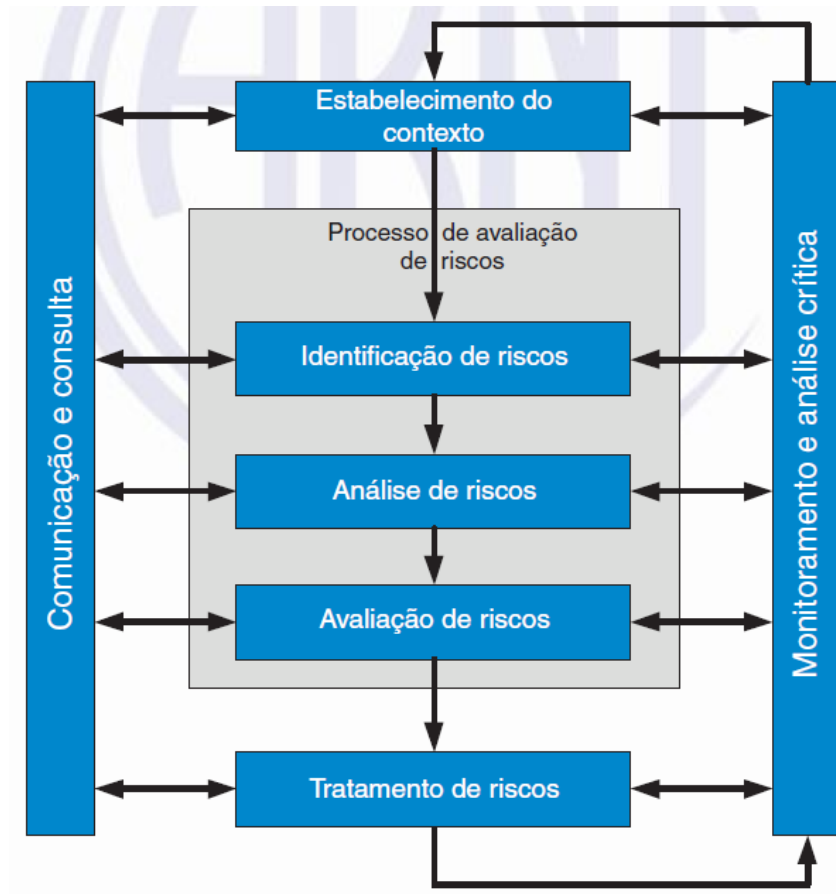 Estabelecimento do
contexto
Processo de avaliação
de riscos
Identificação de riscos
Análise de riscos
Avaliação de riscos
Tratamento de riscos
Comunicação e consulta
Monitoramento e análise crítica